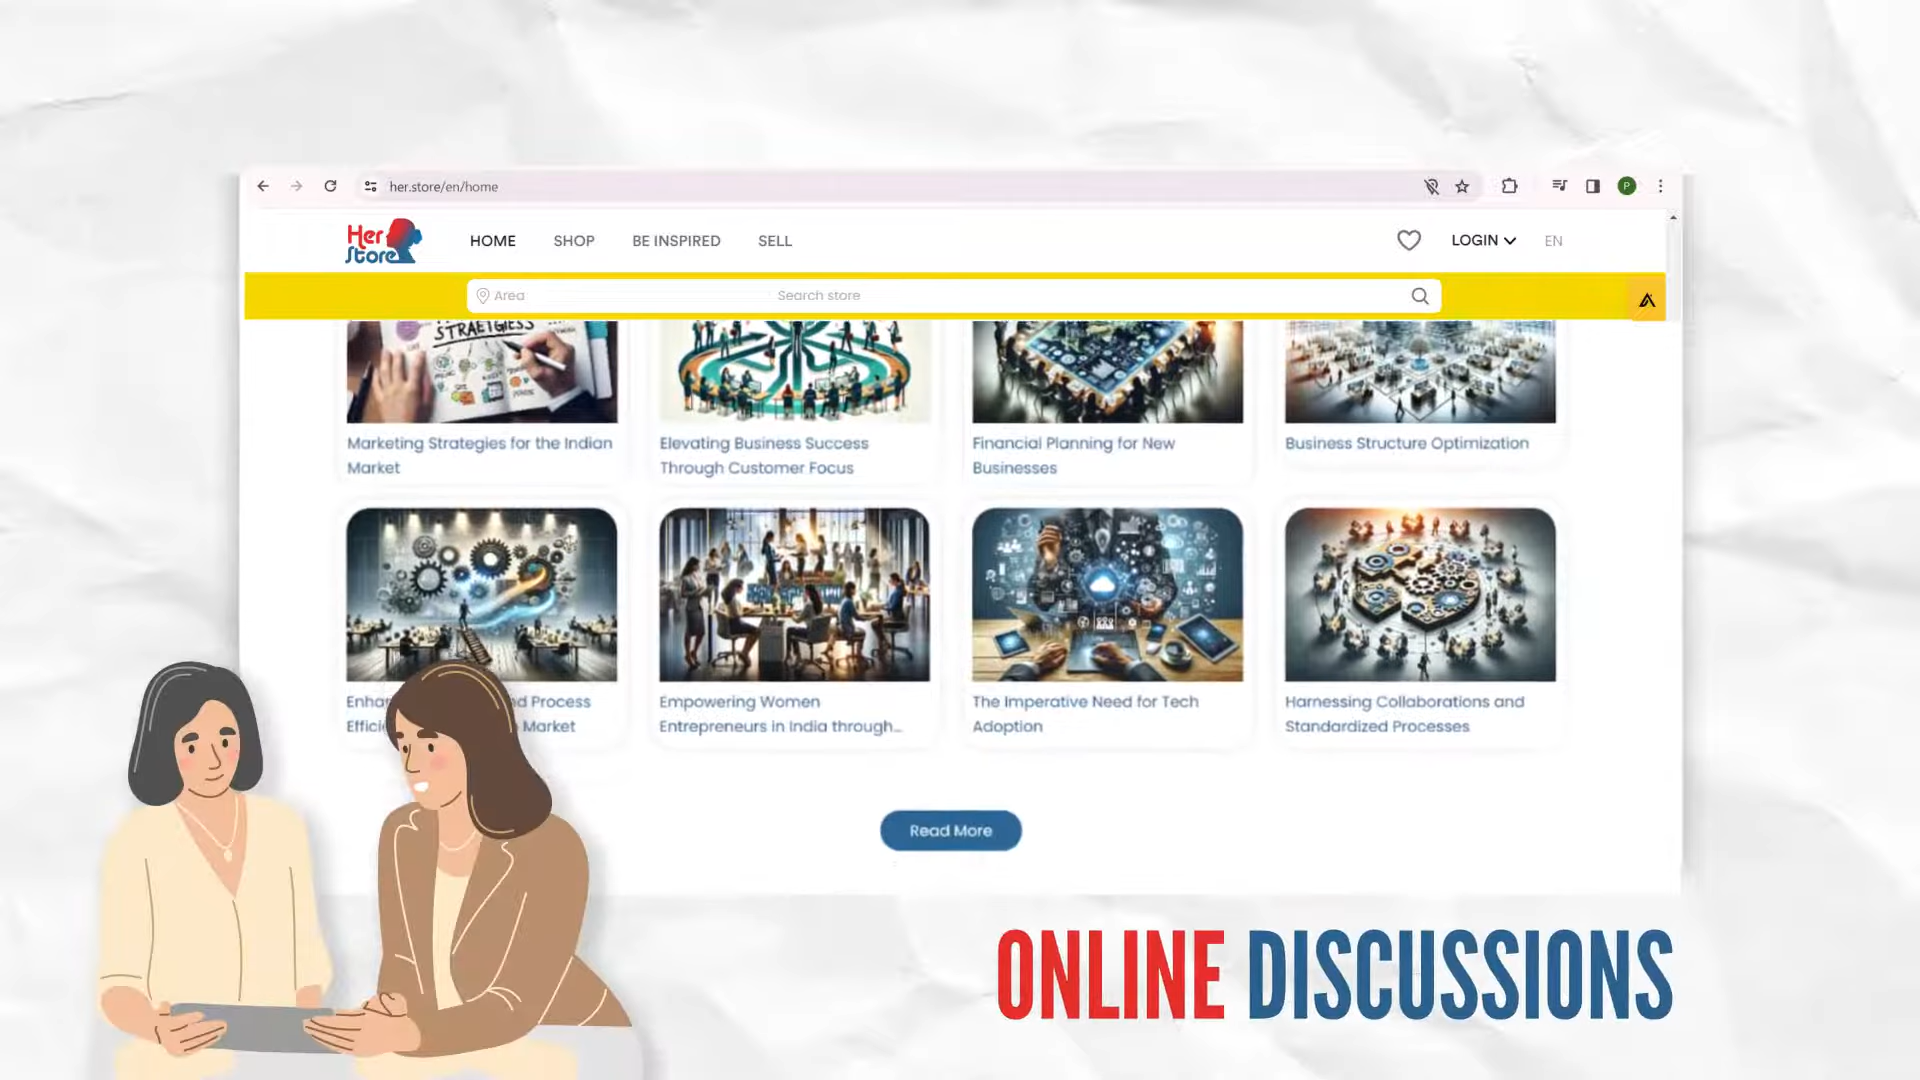 her.store/en/home
P
Her
Store
HOME SHOP BE INSPIRED SELL
LOGIN EN
Area Search store
STRAETGIESS
Marketing Strategies for the Indian
Market
Elevating Business Success
Through Customer Focus
Financial Planning for New
Businesses
Business Structure Optimization
Enha
d Process
Effici
Market
Empowering Women
Entrepreneurs in India through...
The Imperative Need for Tech
Adoption
Harnessing Collaborations and
Standardized Processes
Read More
ONLINE DISCUSSIONS